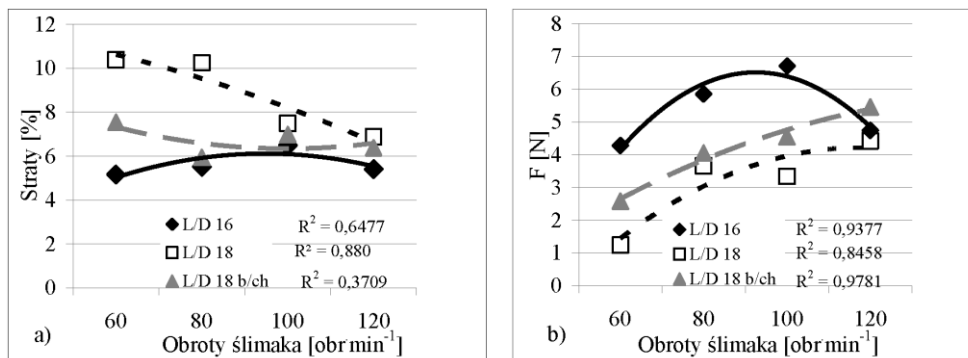 Straty [%]
12
10
8
6
4
2
0
L/D 16 R² = 0,6477
L/D 18 R² = 0,880
L/D 18 b/ch R² = 0,3709
60 80 100 120
a) Obroty ślimaka [obr·min⁻¹]
F [N]
8
7
6
5
4
3
2
1
0
L/D 16 R² = 0,9377
L/D 18 R² = 0,8458
L/D 18 b/ch R² = 0,9781
60 80 100 120
b) Obroty ślimaka [obr·min⁻¹]